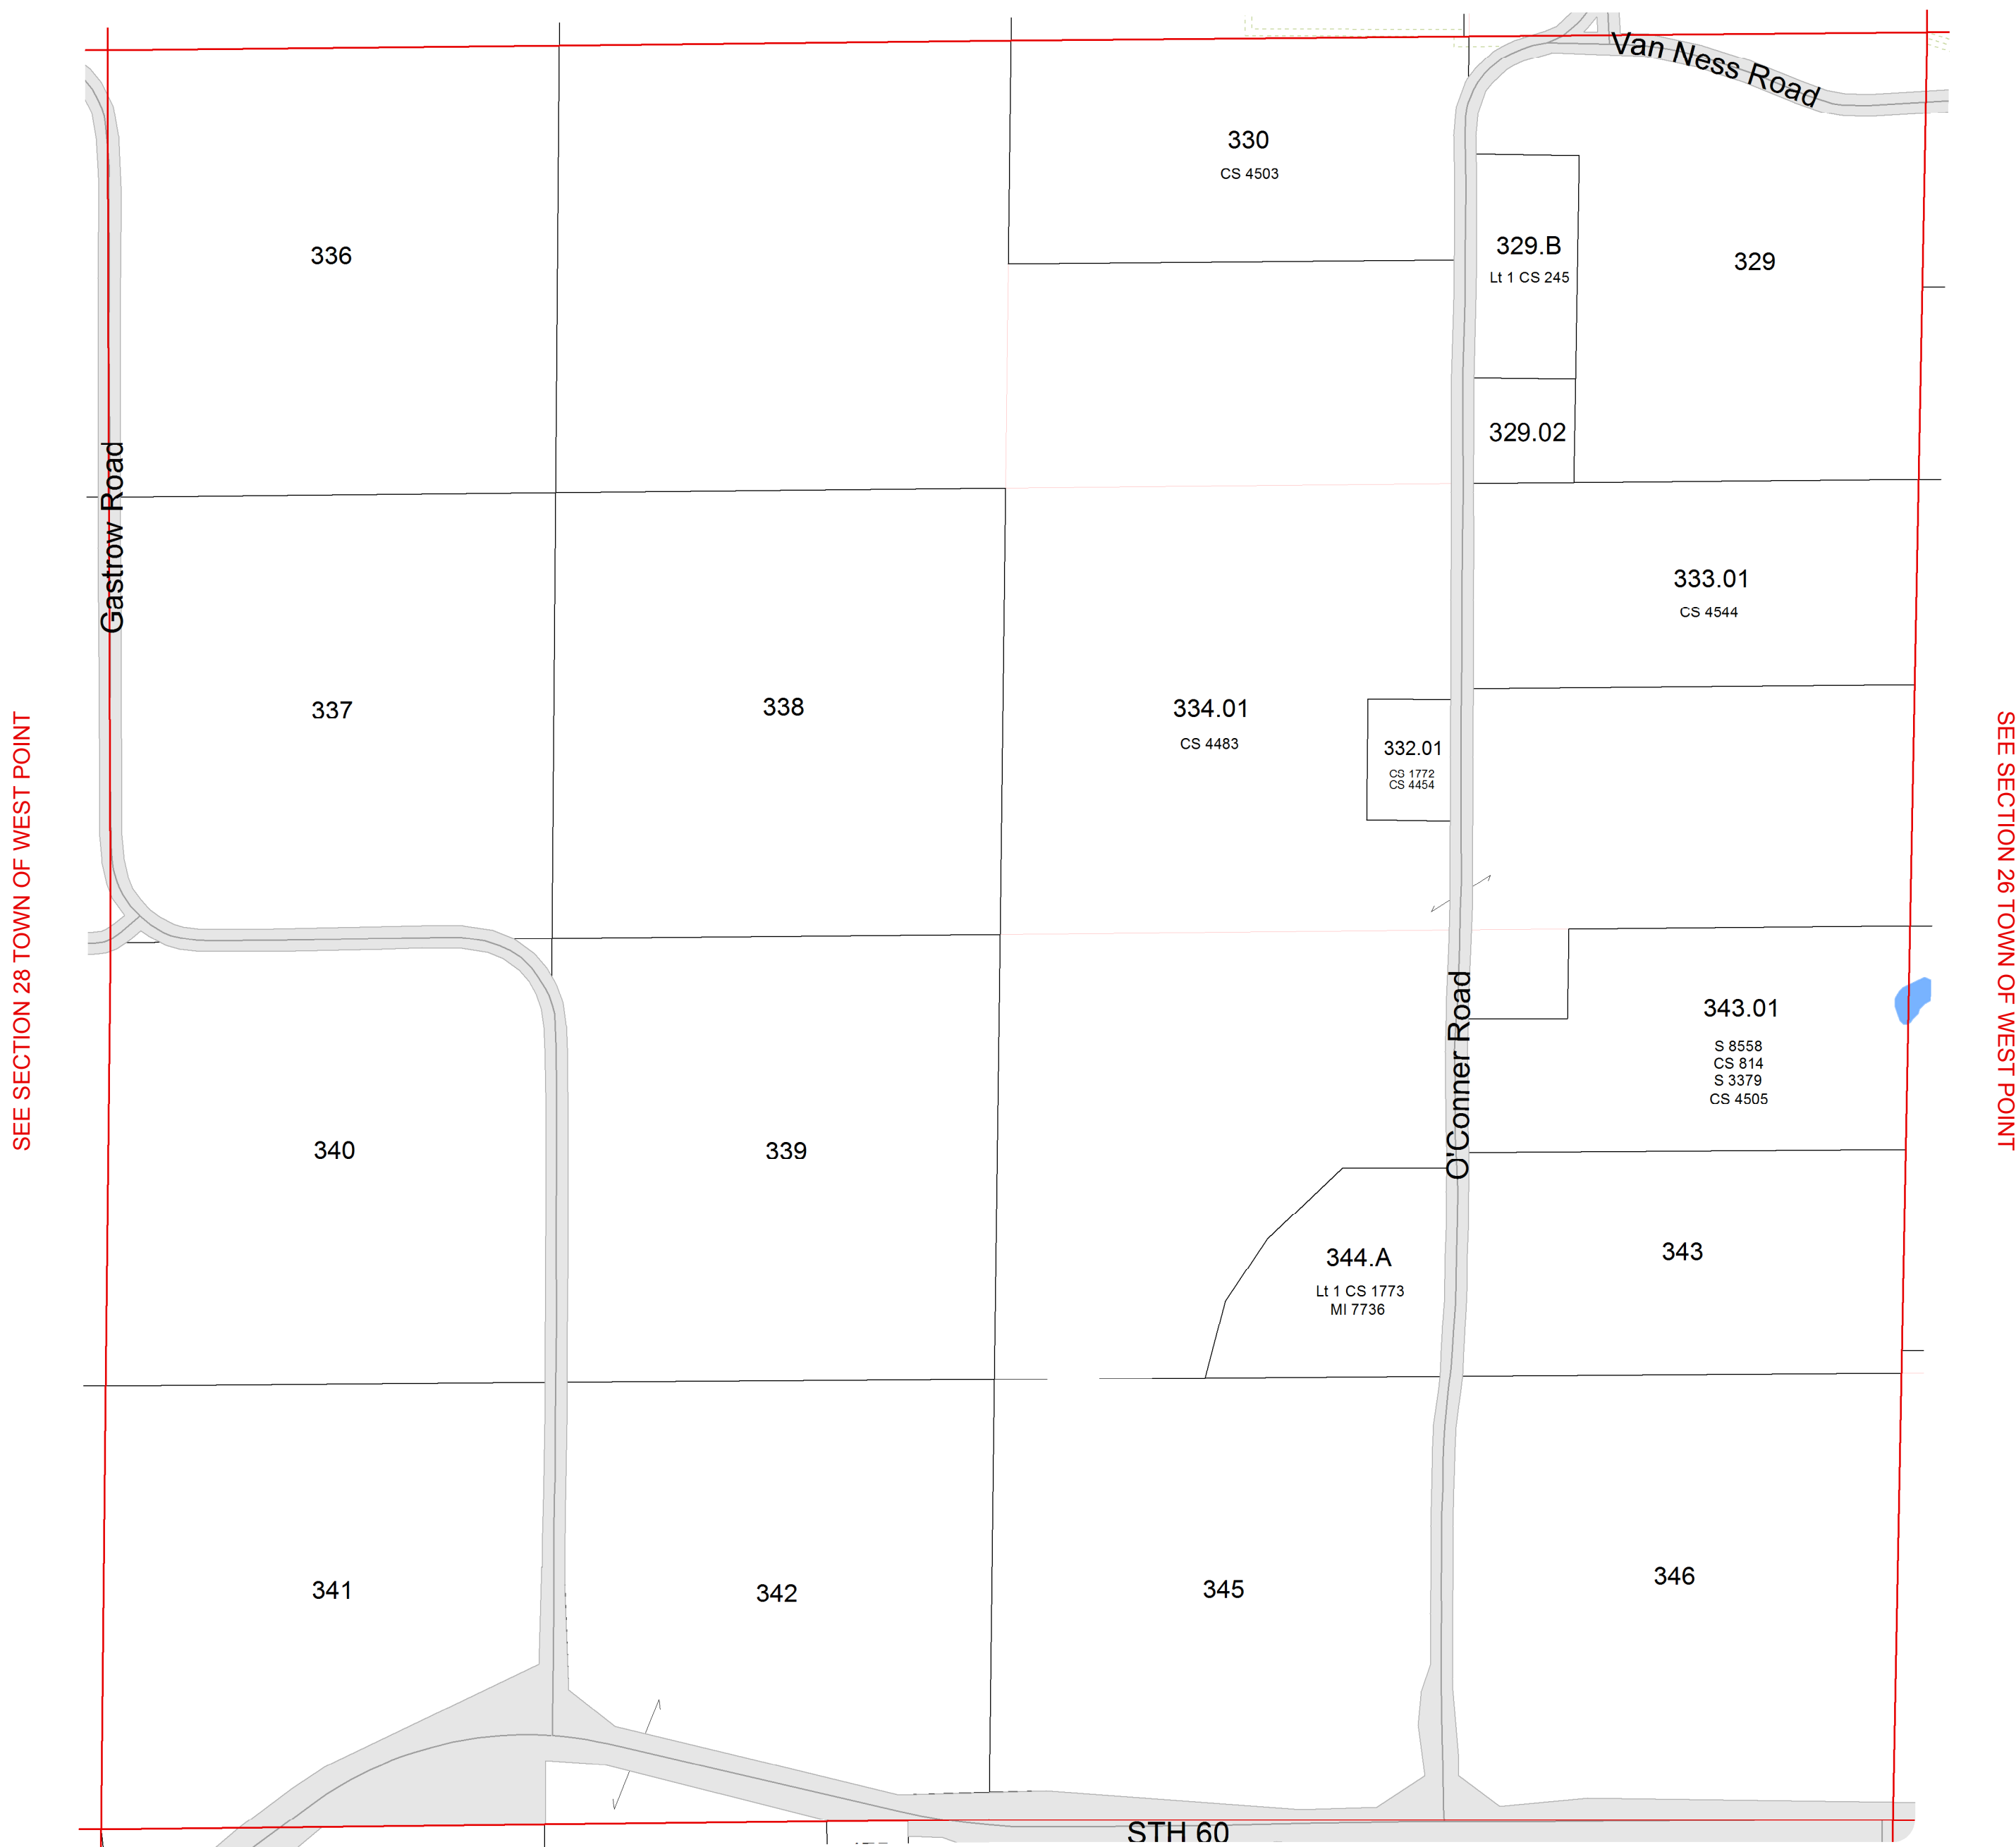 Van Ness Road
330
CS 4503
336
329.B
Lt 1 CS 245
329
329.02
Gastrow Road
333.01
CS 4544
337
338
334.01
CS 4483
332.01
CS 1772
CS 4454
SEE SECTION 28 TOWN OF WEST POINT
SEE SECTION 26 TOWN OF WEST POINT
O'Conner Road
343.01
S 8558
CS 814
S 3379
CS 4505
340
339
344.A
Lt 1 CS 1773
MI 7736
343
341
342
345
346
STH 60